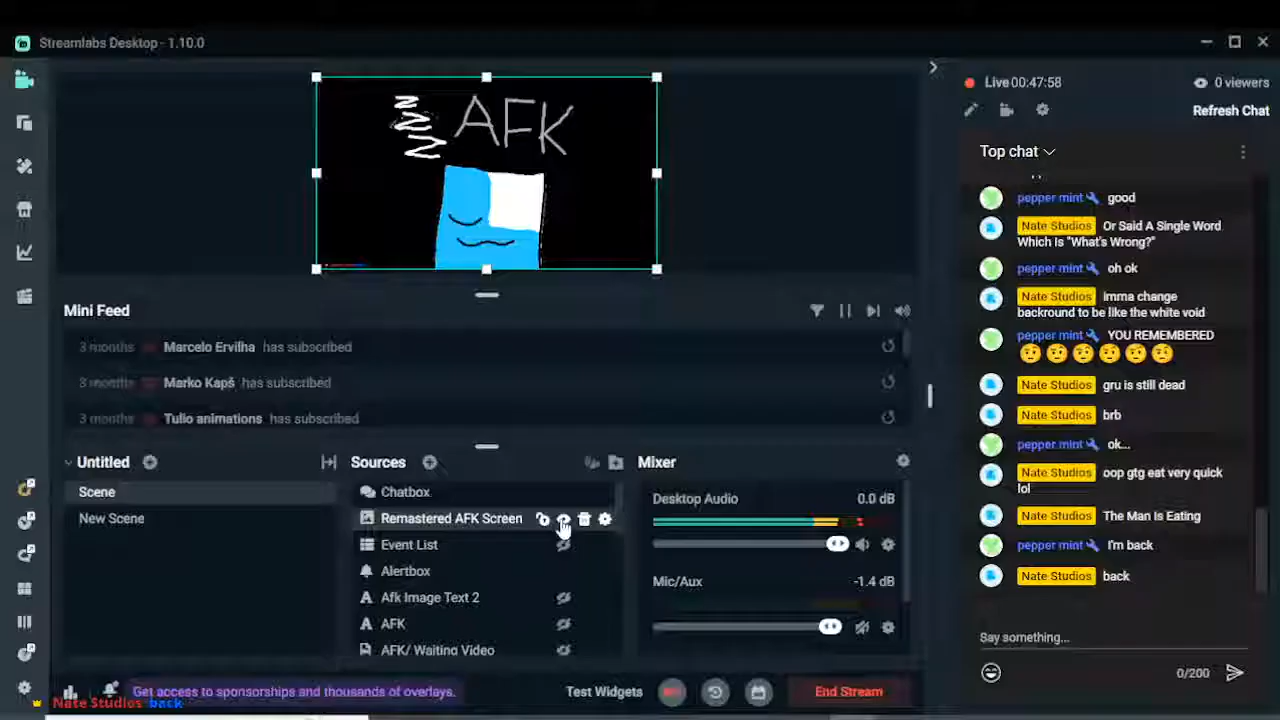 Streamlabs Desktop - 1.10.0
Live 00:47:58
0 viewers
Refresh Chat
Top chat
Z
Z
Z
AFK
pepper mint good
Nate Studios Or Said A Single Word
Which Is "What's Wrong?"
pepper mint oh ok
Nate Studios Imma change
backround to be like the white void
pepper mint YOU REMEMBERED
Nate Studios gru is still dead
Nate Studios brb
pepper mint ok...
Nate Studios oop gtg eat very quick
lol
Nate Studios The Man is Eating
pepper mint I'm back
Nate Studios back
Say something...
0/200
Mini Feed
3 months Marcelo Ervilha has subscribed
3 months Marko Kapš has subscribed
3 months Tulio animations has subscribed
Untitled
Scene
New Scene
Sources
Chatbox
Remastered AFK Screen
Event List
Alertbox
Afk Image Text 2
AFK
AFK/ Waiting Video
Mixer
Desktop Audio 0.0 dB
Mic/Aux -1.4 dB
Get access to sponsorships and thousands of overlays.
Test Widgets
End Stream
Nate Studios back